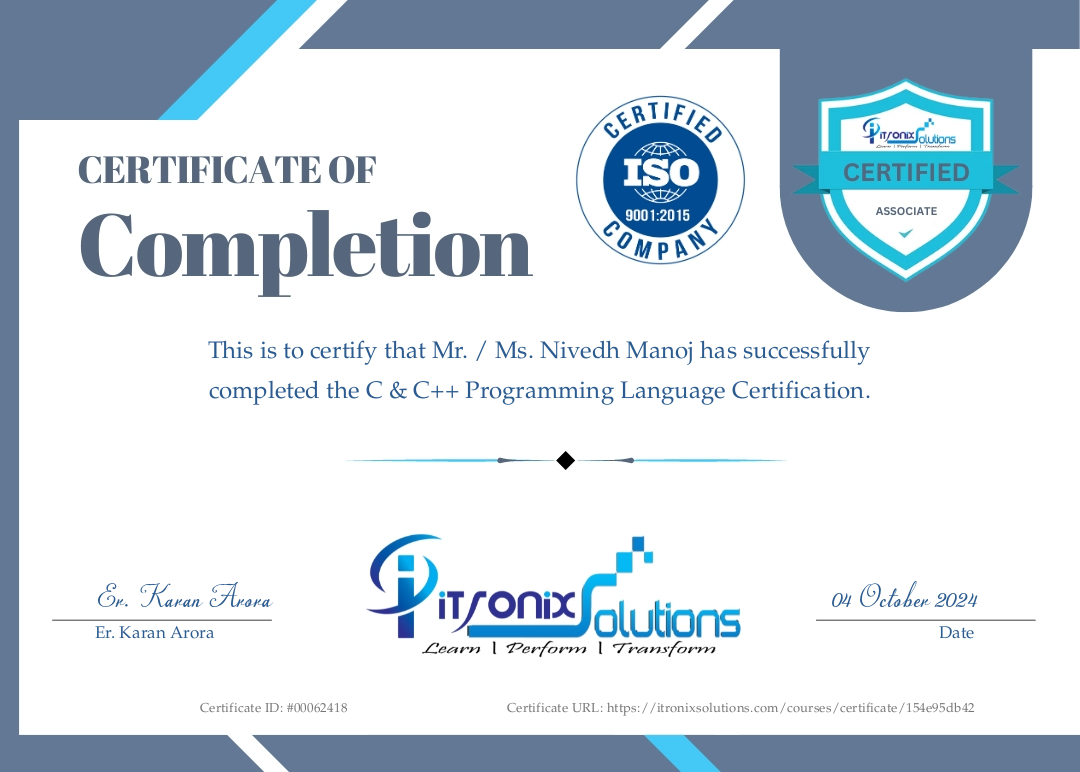 CERTIFICATE OF
Completion
CERTIFIED
ISO
9001:2015
COMPANY
itronix Solutions
Learn | Perform | Transform
CERTIFIED
ASSOCIATE
This is to certify that Mr. / Ms. Nivedh Manoj has successfully
completed the C & C++ Programming Language Certification.
Er. Karan Arora
Er. Karan Arora
itronix Solutions
Learn | Perform | Transform
04 October 2024
Date
Certificate ID: #00062418
Certificate URL: https://itronixsolutions.com/courses/certificate/154e95db42